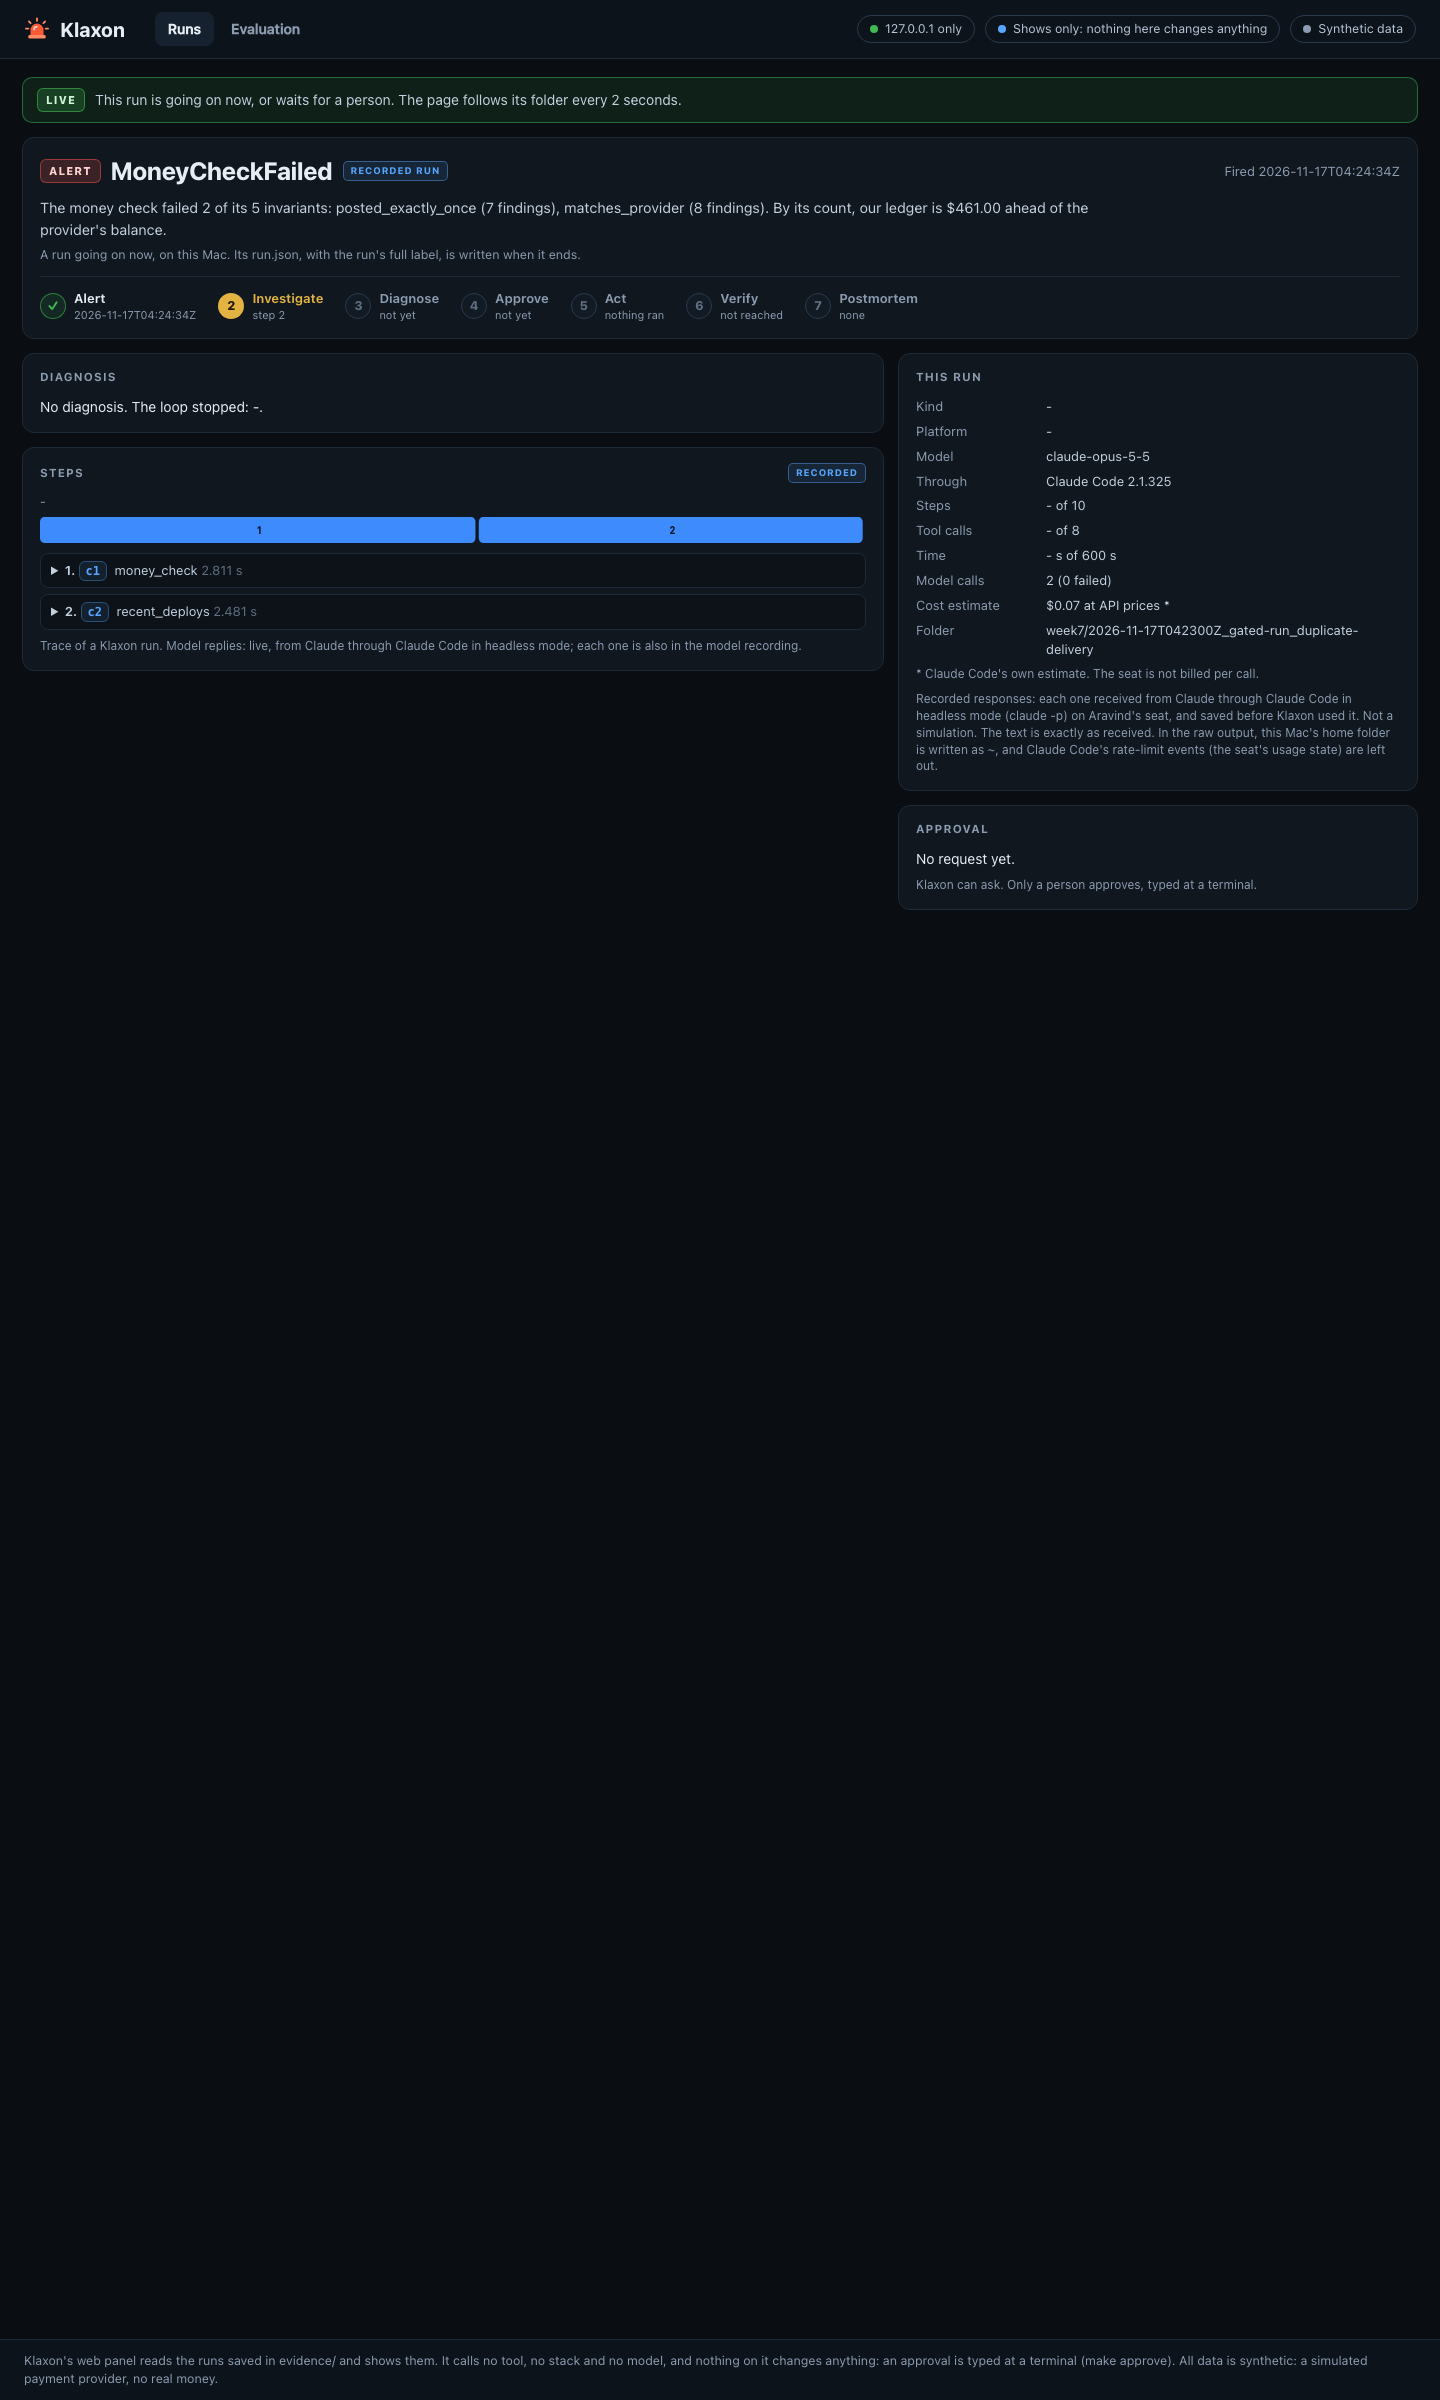 Klaxon
Runs
Evaluation
127.0.0.1 only
Shows only: nothing here changes anything
Synthetic data
LIVE
This run is going on now, or waits for a person. The page follows its folder every 2 seconds.
ALERT
MoneyCheckFailed
RECORDED RUN
Fired 2026-11-17T04:24:34Z
The money check failed 2 of its 5 invariants: posted_exactly_once (7 findings), matches_provider (8 findings). By its count, our ledger is $461.00 ahead of the
provider's balance.
A run going on now, on this Mac. Its run.json, with the run's full label, is written when it ends.
Alert
2026-11-17T04:24:34Z
2
Investigate
step 2
3
Diagnose
not yet
4
Approve
not yet
5
Act
nothing ran
6
Verify
not reached
7
Postmortem
none
DIAGNOSIS
No diagnosis. The loop stopped: -.
STEPS
RECORDED
-
1
2
1. c1 money_check 2.811 s
2. c2 recent_deploys 2.481 s
Trace of a Klaxon run. Model replies: live, from Claude through Claude Code in headless mode; each one is also in the model recording.
THIS RUN
Kind -
Platform -
Model claude-opus-5-5
Through Claude Code 2.1.325
Steps - of 10
Tool calls - of 8
Time - s of 600 s
Model calls 2 (0 failed)
Cost estimate $0.07 at API prices *
Folder week7/2026-11-17T042300Z_gated-run_duplicate-
delivery
* Claude Code's own estimate. The seat is not billed per call.
Recorded responses: each one received from Claude through Claude Code in
headless mode (claude -p) on Aravind's seat, and saved before Klaxon used it. Not a
simulation. The text is exactly as received. In the raw output, this Mac's home folder
is written as ~, and Claude Code's rate-limit events (the seat's usage state) are left
out.
APPROVAL
No request yet.
Klaxon can ask. Only a person approves, typed at a terminal.
Klaxon's web panel reads the runs saved in evidence/ and shows them. It calls no tool, no stack and no model, and nothing on it changes anything: an approval is typed at a terminal (make approve). All data is synthetic: a simulated
payment provider, no real money.